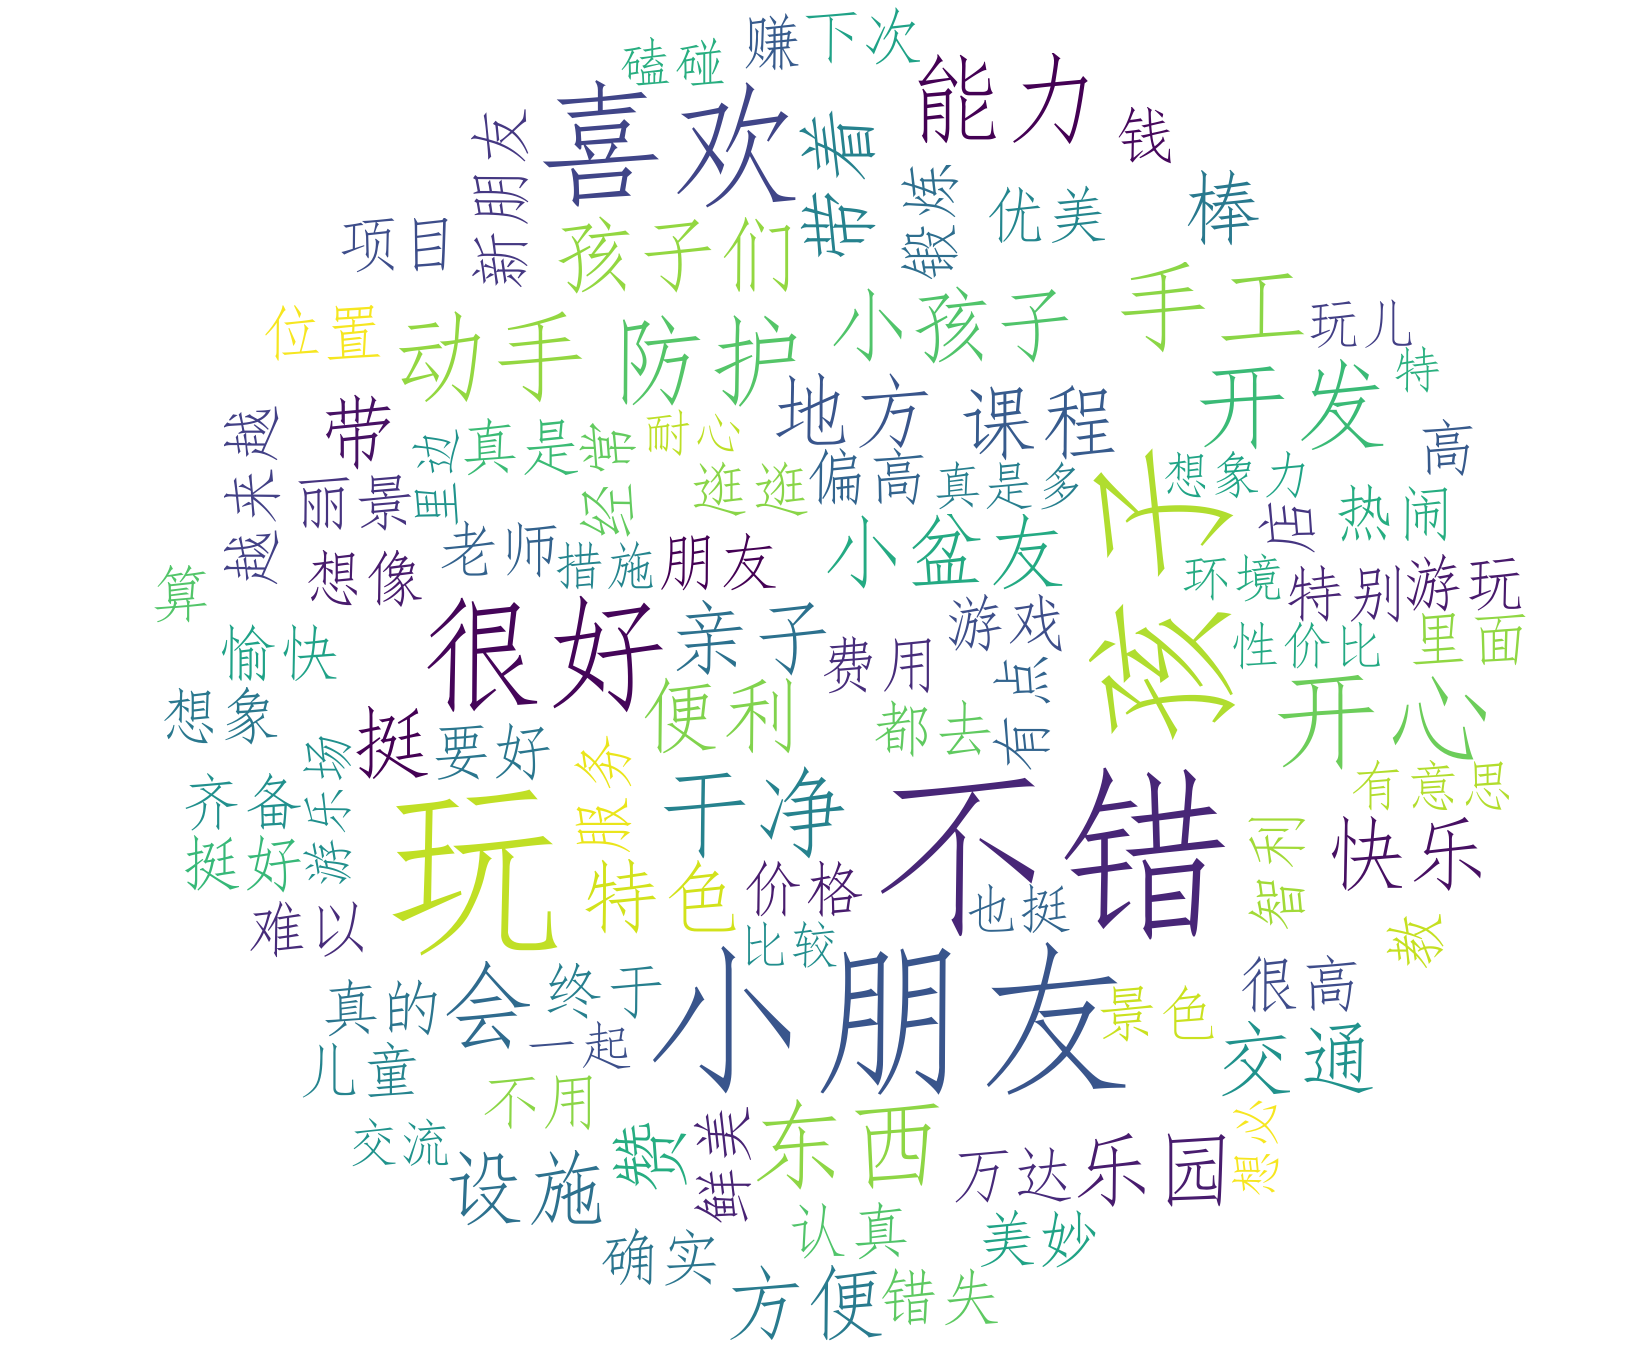 磕碰
赚
下次
喜欢
能力
钱
新朋友
带着
锻炼
优美
棒
项目
孩子们
小孩子
手工
位置
动手
防护
玩儿
开发
特
越来越
带
里边
真是
经常
耐心
地方
课程
高
丽景
逛逛
偏高
真是多
孩子
想象力
店
热闹
想像
老师
措施
朋友
小盆友
环境
特别
游玩
算
愉快
很好
亲子
费用
游戏
有点
性价比
里面
想象
挺
要好
便利
都去
开心
齐备
游乐场
服务
干净
不错
有意思
挺好
玩
特色
价格
也挺
智利
快乐
难以
比较
教
真的
会
终于
小朋友
景色
很高
儿童
一起
交通
不用
交流
设施
赞
鲜美
东西
万达
乐园
想必
确实
认真
美妙
方便
错失